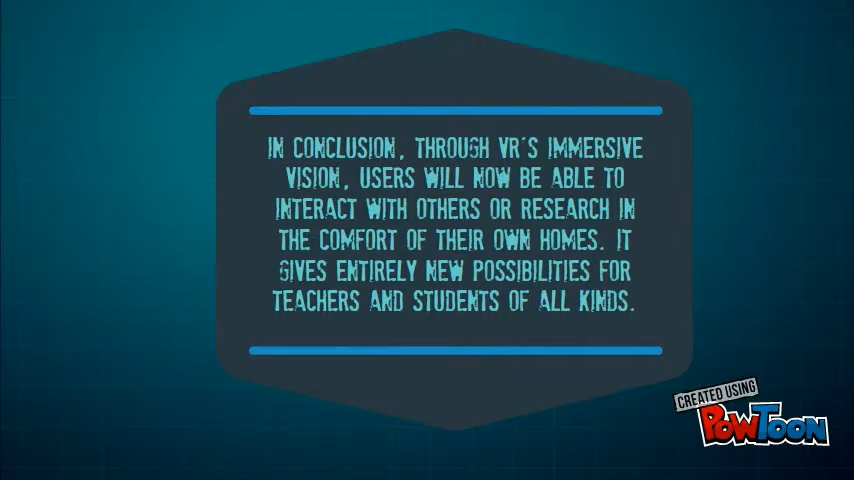 IN CONCLUSION, THROUGH VR'S IMMERSIVE
VISION, USERS WILL NOW BE ABLE TO
INTERACT WITH OTHERS OR RESEARCH IN
THE COMFORT OF THEIR OWN HOMES. IT
GIVES ENTIRELY NEW POSSIBILITIES FOR
TEACHERS AND STUDENTS OF ALL KINDS.
CREATED USING
POWTOON